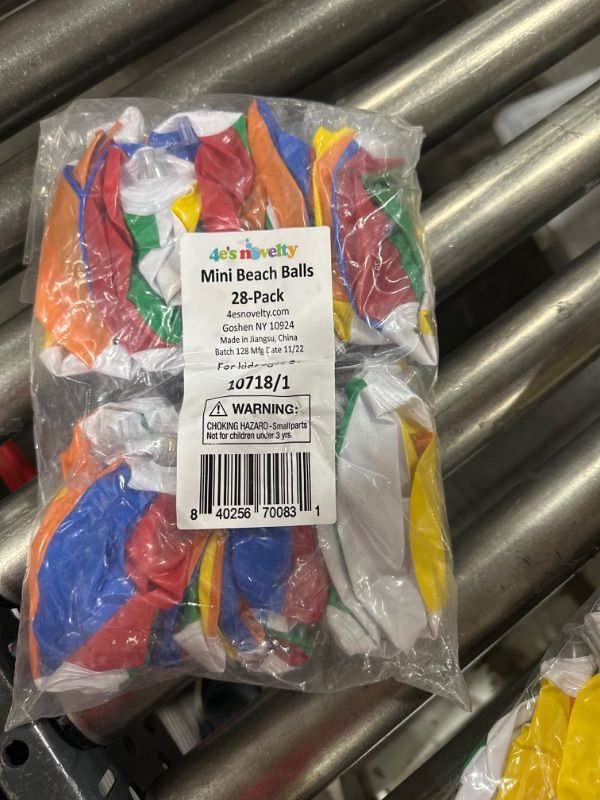 4e's novelty
Mini Beach Balls
28-Pack
4esnovelty.com
Goshen NY 10924
Made in Jiangsu, China
Batch 128 Mfg Date 11/22
For kids
10718/1
WARNING:
CHOKING HAZARD-Small parts
Not for children under 3 yrs.
8 40256 70083 1